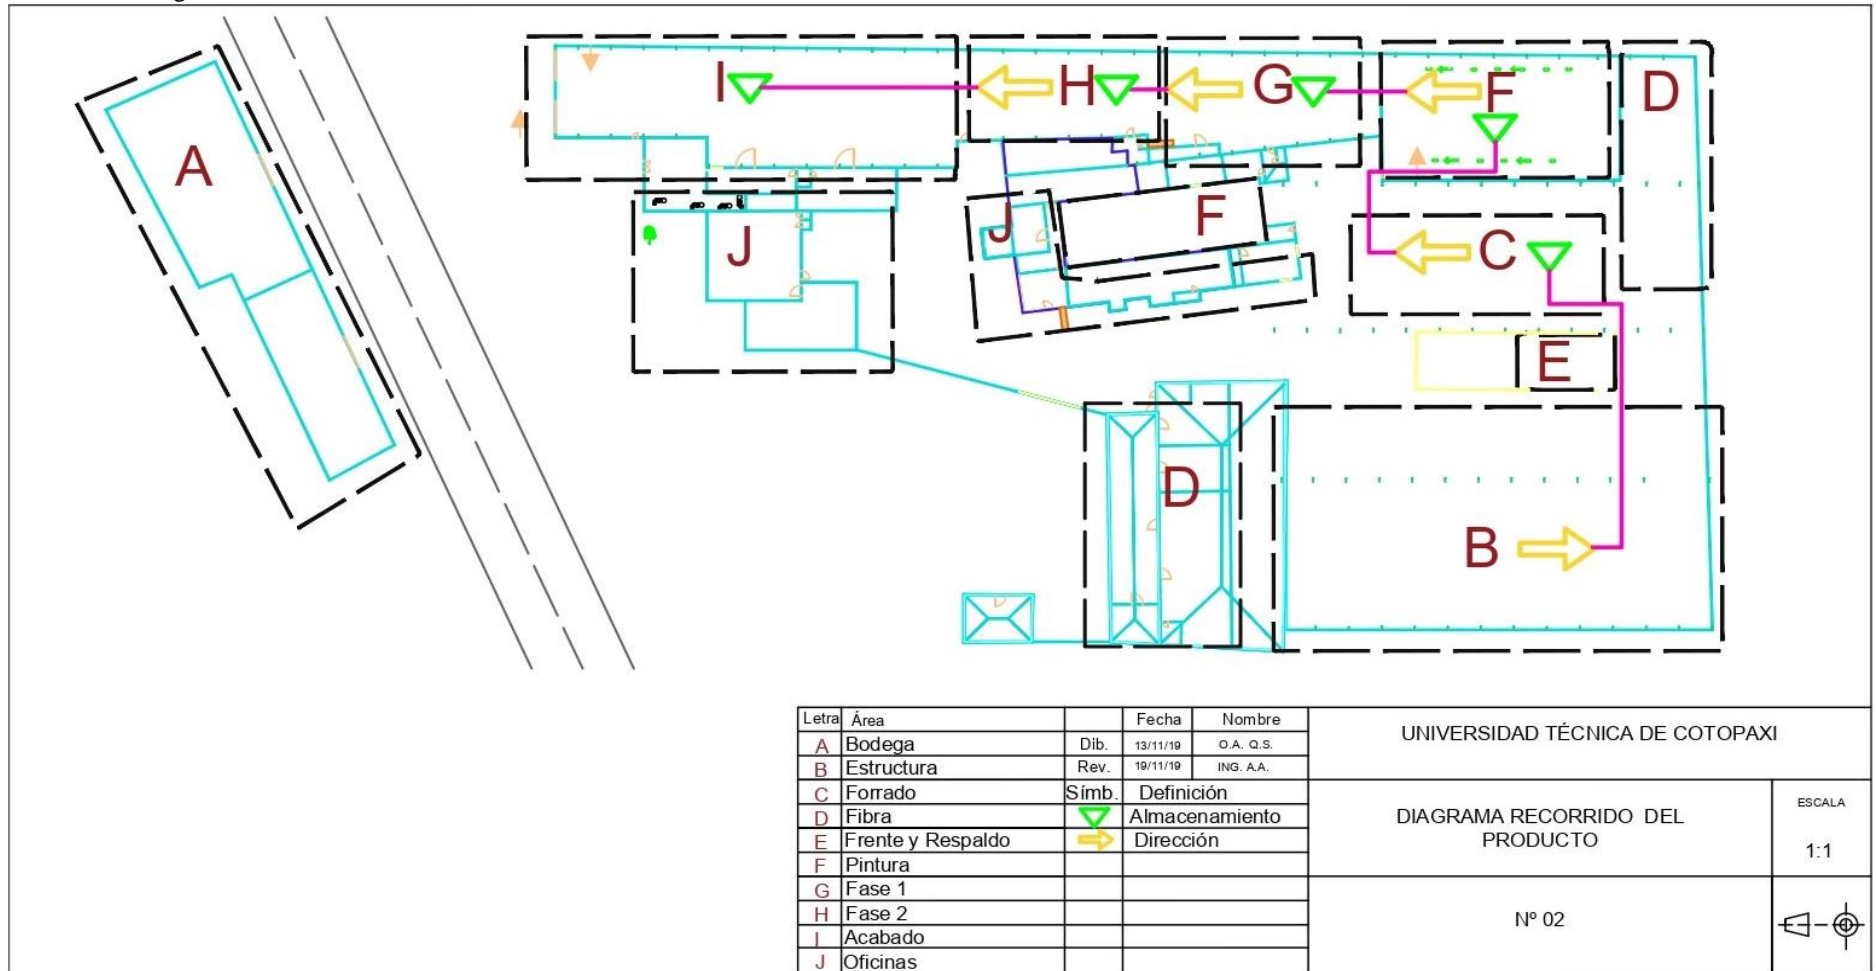 I
H
G
F
D
A
J
J
F
C
E
D
B
Letra Área Fecha Nombre
A Bodega Dib. 13/11/19 O.A. Q.S.
B Estructura Rev. 19/11/19 ING. A.A.
C Forrado Símb. Definición
D Fibra Almacenamiento
E Frente y Respaldo Dirección
F Pintura
G Fase 1
H Fase 2
I Acabado
J Oficinas
UNIVERSIDAD TÉCNICA DE COTOPAXI
DIAGRAMA RECORRIDO DEL
PRODUCTO
ESCALA
1:1
Nº 02